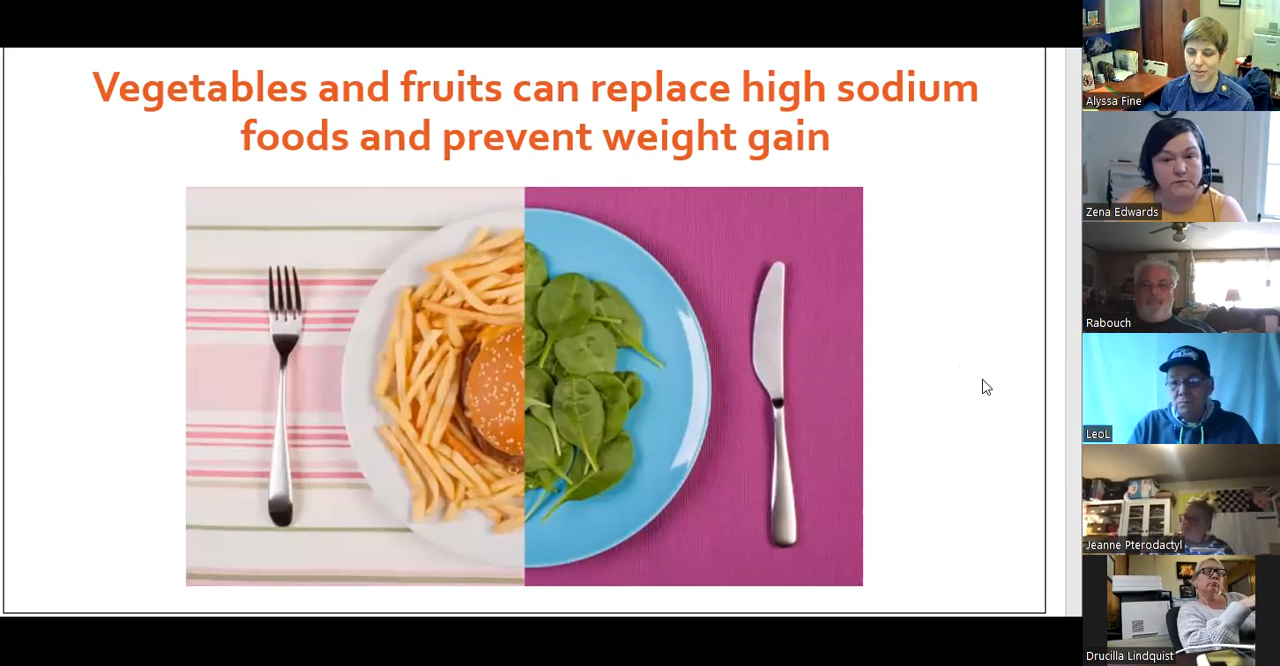 Vegetables and fruits can replace high sodium
foods and prevent weight gain
Alyssa Fine
Zena Edwards
Rabouch
LeoL
Jeanne Pterodactyl
Drucilla Lindquist